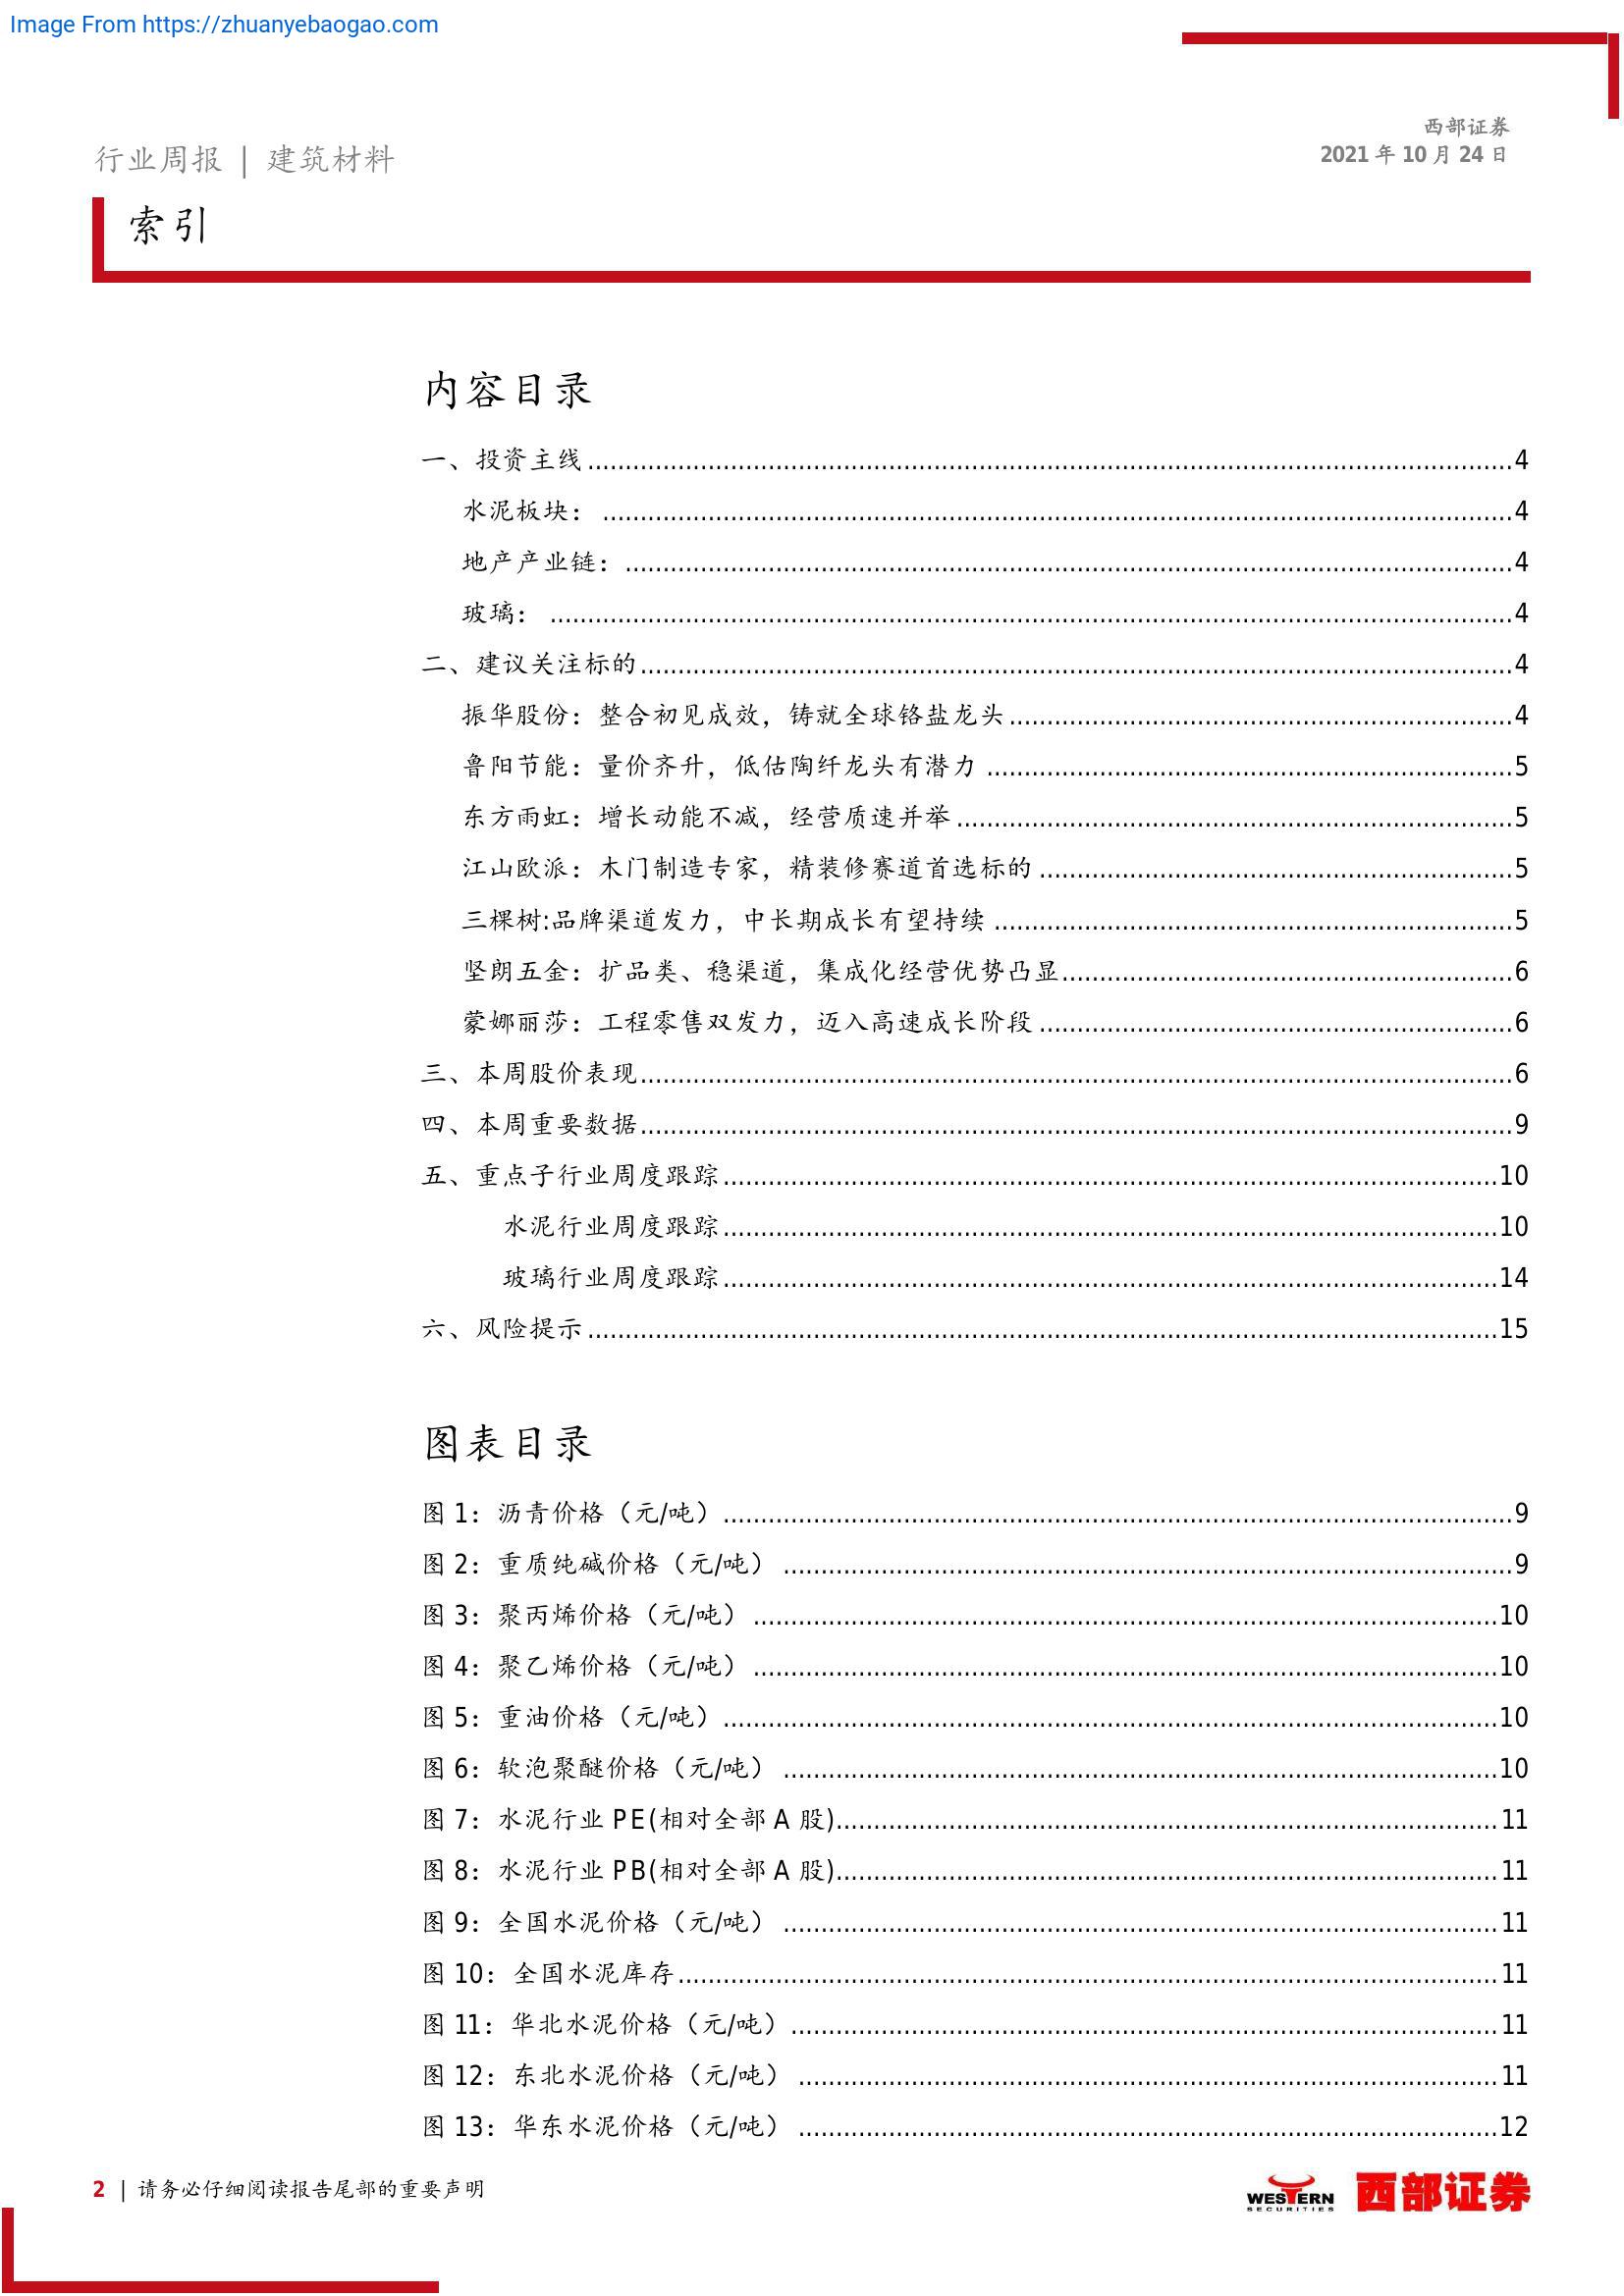 Image From https://zhuanyebaogao.com
西部证券
2021 年 10 月 24 日
行业周报 | 建筑材料
索引
内容目录
一、投资主线 ........ 4
水泥板块： ........ 4
地产产业链： ........ 4
玻璃： ........ 4
二、建议关注标的 ........ 4
振华股份：整合初见成效，铸就全球铬盐龙头 ........ 4
鲁阳节能：量价齐升，低估陶纤龙头有潜力 ........ 5
东方雨虹：增长动能不减，经营质速并举 ........ 5
江山欧派：木门制造专家，精装修赛道首选标的 ........ 5
三棵树:品牌渠道发力，中长期成长有望持续 ........ 5
坚朗五金：扩品类、稳渠道，集成化经营优势凸显 ........ 6
蒙娜丽莎：工程零售双发力，迈入高速成长阶段 ........ 6
三、本周股价表现 ........ 6
四、本周重要数据 ........ 9
五、重点子行业周度跟踪 ........ 10
水泥行业周度跟踪 ........ 10
玻璃行业周度跟踪 ........ 14
六、风险提示 ........ 15
图表目录
图 1：沥青价格（元/吨） ........ 9
图 2：重质纯碱价格（元/吨） ........ 9
图 3：聚丙烯价格（元/吨） ........ 10
图 4：聚乙烯价格（元/吨） ........ 10
图 5：重油价格（元/吨） ........ 10
图 6：软泡聚醚价格（元/吨） ........ 10
图 7：水泥行业 PE(相对全部 A 股) ........ 11
图 8：水泥行业 PB(相对全部 A 股) ........ 11
图 9：全国水泥价格（元/吨） ........ 11
图 10：全国水泥库存 ........ 11
图 11：华北水泥价格（元/吨） ........ 11
图 12：东北水泥价格（元/吨） ........ 11
图 13：华东水泥价格（元/吨） ........ 12
2 | 请务必仔细阅读报告尾部的重要声明
WESTERN
SECURITIES
西部证券